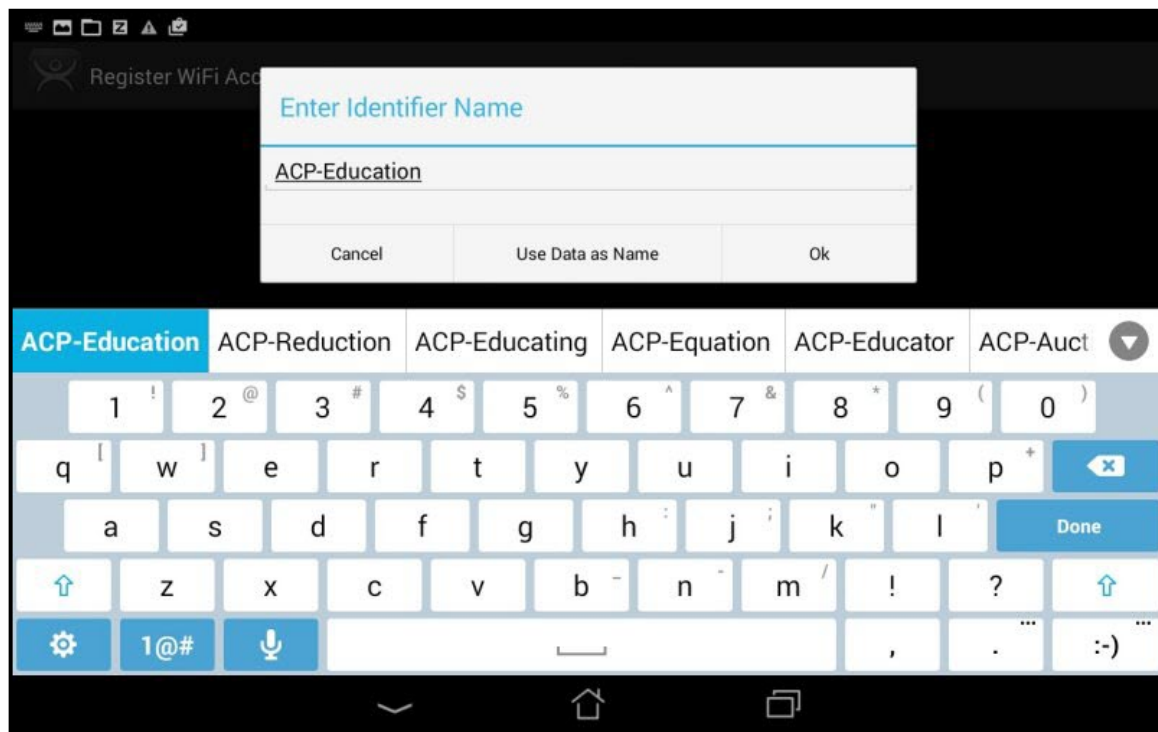 Register WiFi Acc
Enter Identifier Name
ACP-Education
Cancel Use Data as Name Ok
ACP-Education ACP-Reduction ACP-Educating ACP-Equation ACP-Educator ACP-Auct
1 ! 2 @ 3 # 4 $ 5 % 6 ^ 7 & 8 * 9 ( 0 )
q [ w ] e r t y u i o p +
a s d f g h : j ; k " l ' Done
z x c v b _ n - m / ! ?
1@# , . ... :-) ...